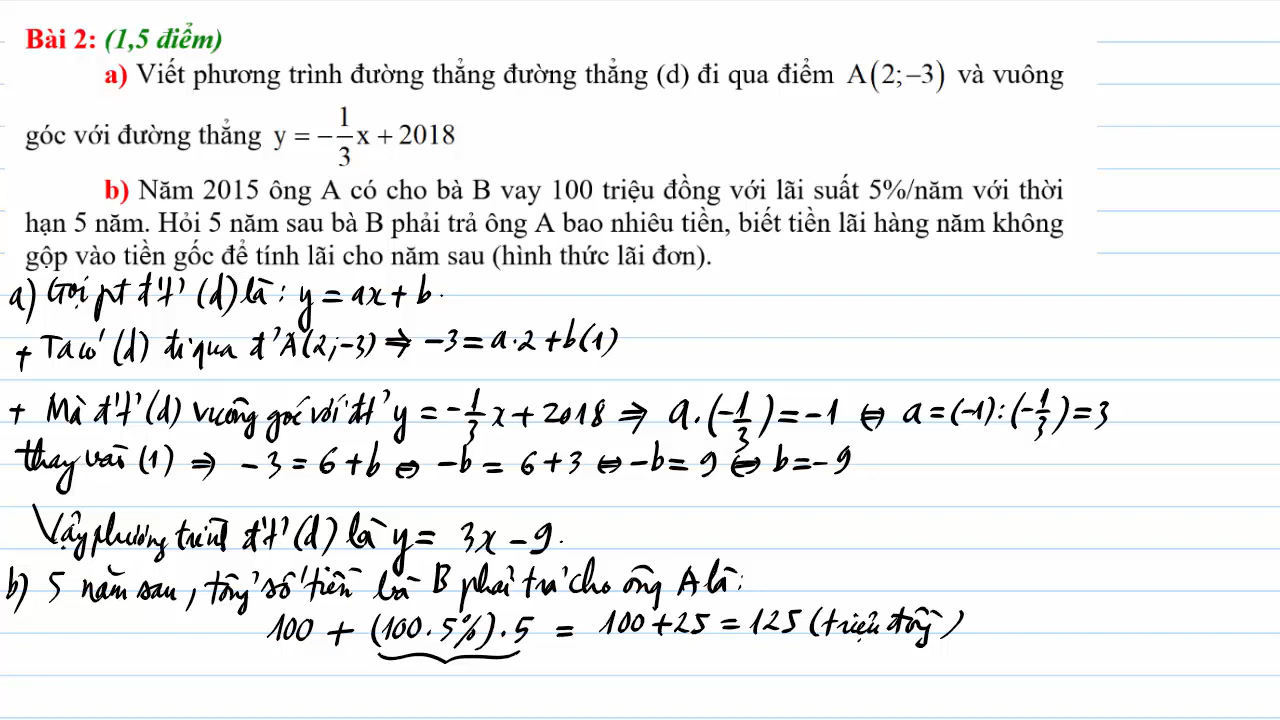 Bài 2: (1,5 điểm)
a) Viết phương trình đường thẳng đường thẳng (d) đi qua điểm A(2;−3) và vuông
góc với đường thẳng y = −1/3 x + 2018
b) Năm 2015 ông A có cho bà B vay 100 triệu đồng với lãi suất 5%/năm với thời
hạn 5 năm. Hỏi 5 năm sau bà B phải trả ông A bao nhiêu tiền, biết tiền lãi hàng năm không
gộp vào tiền gốc để tính lãi cho năm sau (hình thức lãi đơn).
a) Gọi pt đ't' (d) là: y = ax + b.
+ Ta có (d) đi qua đ' A(2;−3) ⇒ −3 = a·2 + b (1)
+ Mà đ't' (d) vuông góc với đt' y = −1/3 x + 2018 ⇒ a·(−1/3) = −1 ⇔ a = (−1):(−1/3) = 3
thay vào (1) ⇒ −3 = 6 + b ⇔ −b = 6 + 3 ⇔ −b = 9 ⇔ b = −9
Vậy phương trình đ't' (d) là y = 3x − 9.
b) 5 năm sau, tổng số tiền bà B phải trả cho ông A là:
100 + (100·5%)·5 = 100 + 25 = 125 (triệu đồng)